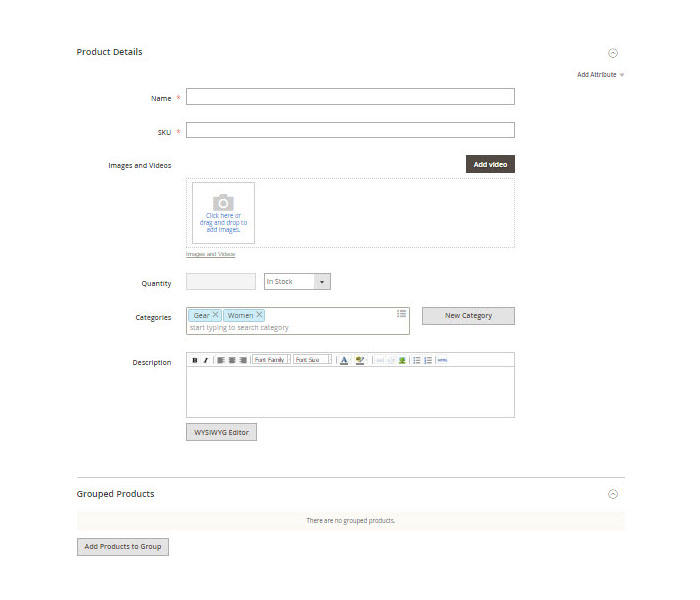 Product Details
Add Attribute
Name *
SKU *
Images and Videos
Add video
Click here or
drag and drop to
add images.
Images and Videos
Quantity
In Stock
Categories
Gear
Women
New Category
start typing to search category
Description
B I Font Family Font Size A HTML
WYSIWYG Editor
Grouped Products
There are no grouped products.
Add Products to Group